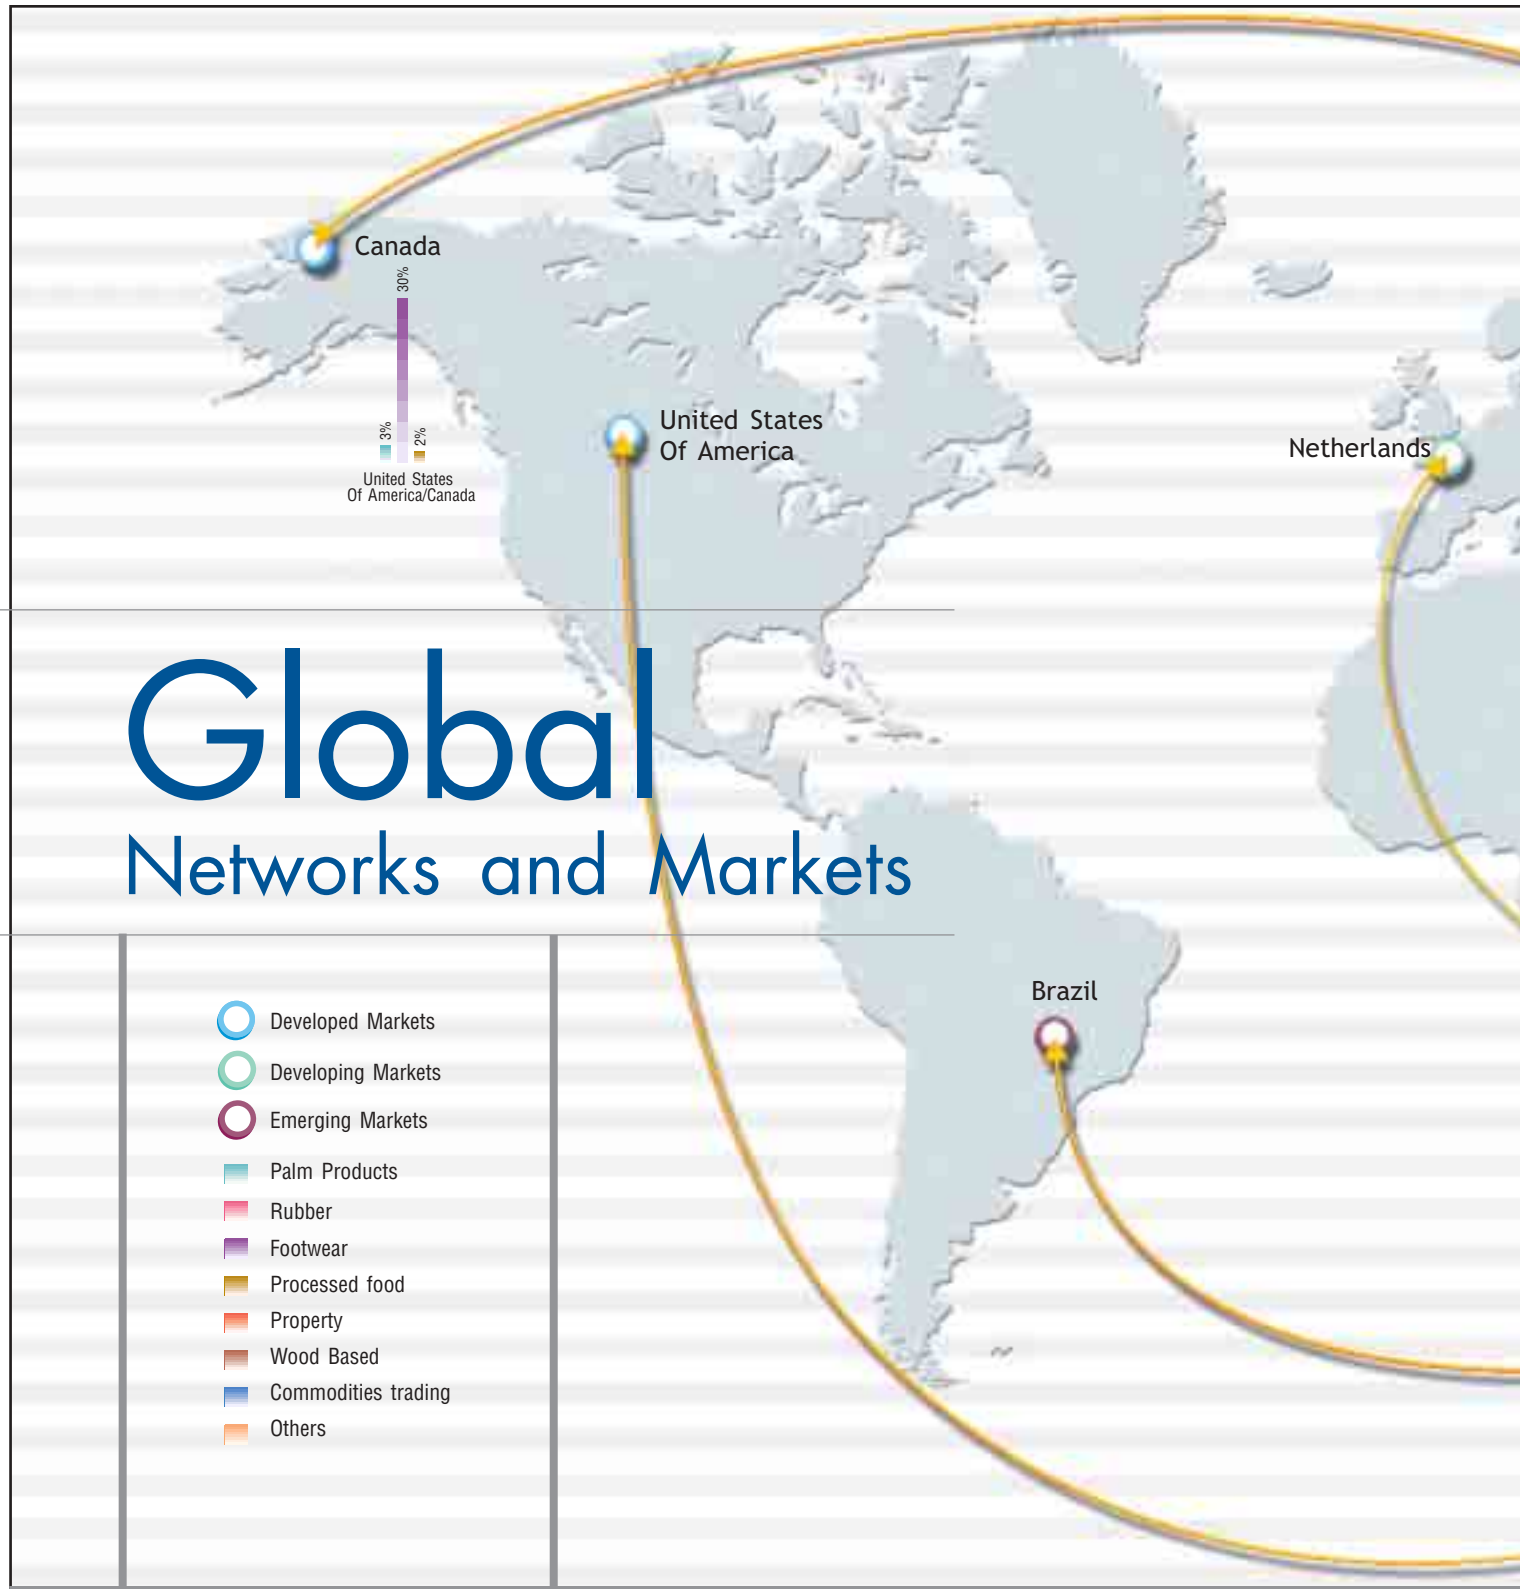 Canada
30%
3%
2%
United States
Of America/Canada
United States
Of America
Netherlands
Global
Networks and Markets
Brazil
Developed Markets
Developing Markets
Emerging Markets
Palm Products
Rubber
Footwear
Processed food
Property
Wood Based
Commodities trading
Others